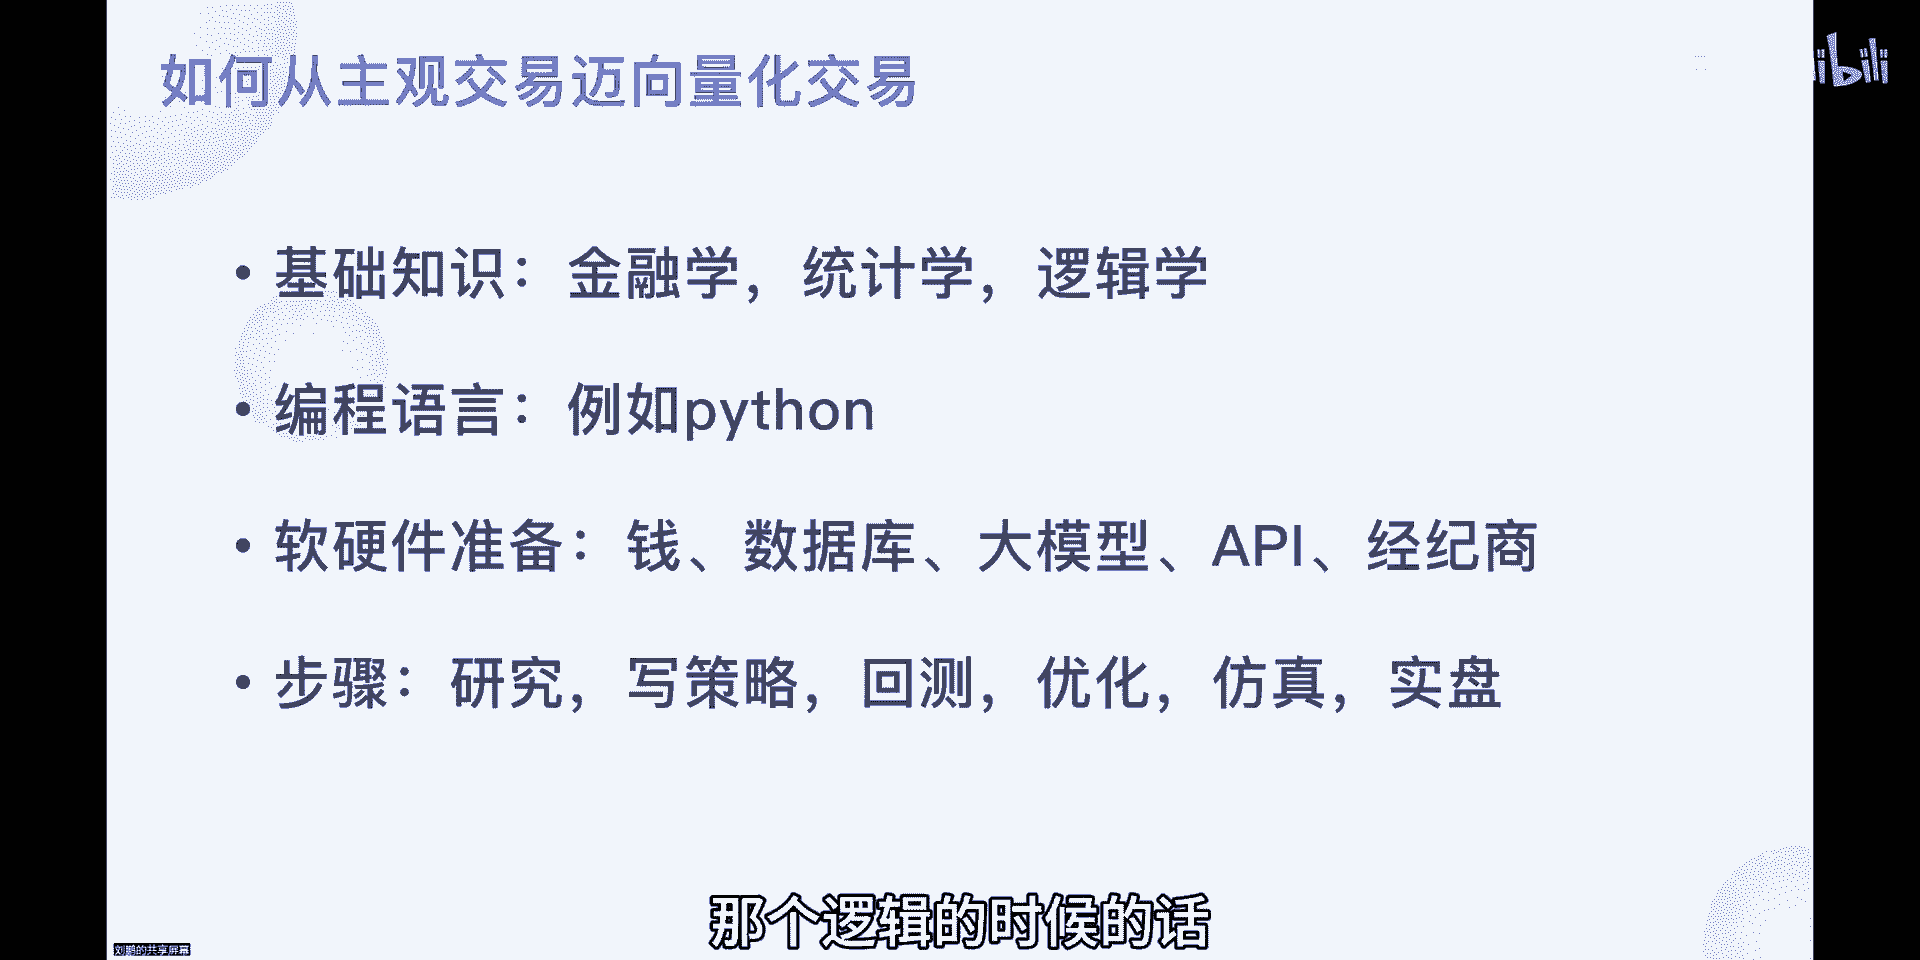 如何从主观交易迈向量化交易
bili
• 基础知识：金融学，统计学，逻辑学
• 编程语言：例如python
• 软硬件准备：钱、数据库、大模型、API、经纪商
• 步骤：研究，写策略，回测，优化，仿真，实盘
那个逻辑的时候的话
刘鹏的共享屏幕